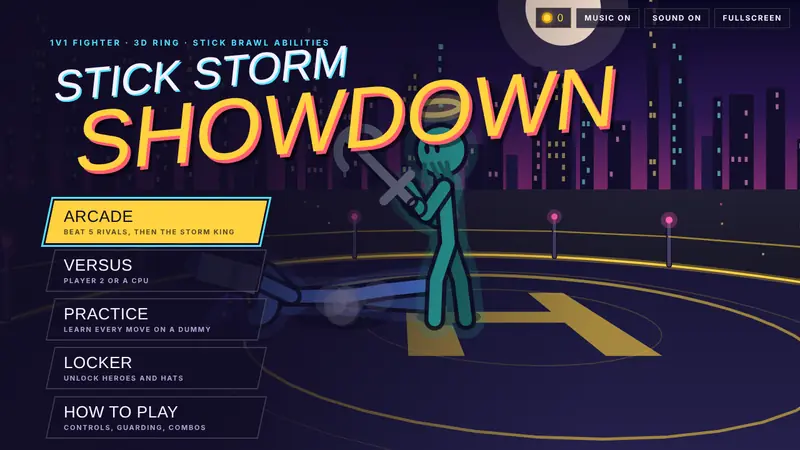 0
MUSIC ON
SOUND ON
FULLSCREEN
1V1 FIGHTER · 3D RING · STICK BRAWL ABILITIES
STICK STORM
SHOWDOWN
ARCADE
BEAT 5 RIVALS, THEN THE STORM KING
VERSUS
PLAYER 2 OR A CPU
PRACTICE
LEARN EVERY MOVE ON A DUMMY
LOCKER
UNLOCK HEROES AND HATS
HOW TO PLAY
CONTROLS, GUARDING, COMBOS
H